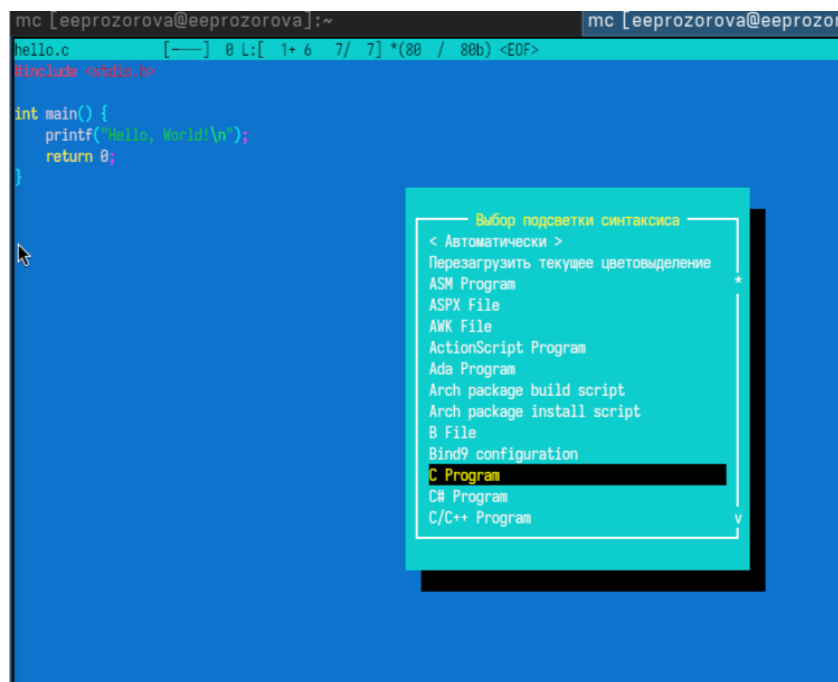 mc [eeprozorova@eeprozorova]:~
mc [eeprozorova@eeprozor
hello.c [----] 0 L:[ 1+ 6 7/ 7] *(80 / 80b) <EOF>
#include <stdio.h>
int main() {
printf("Hello, World!\n");
return 0;
}
Выбор подсветки синтаксиса
< Автоматически >
Перезагрузить текущее цветовыделение
ASM Program
ASPX File
AWK File
ActionScript Program
Ada Program
Arch package build script
Arch package install script
B File
Bind9 configuration
C Program
C# Program
C/C++ Program